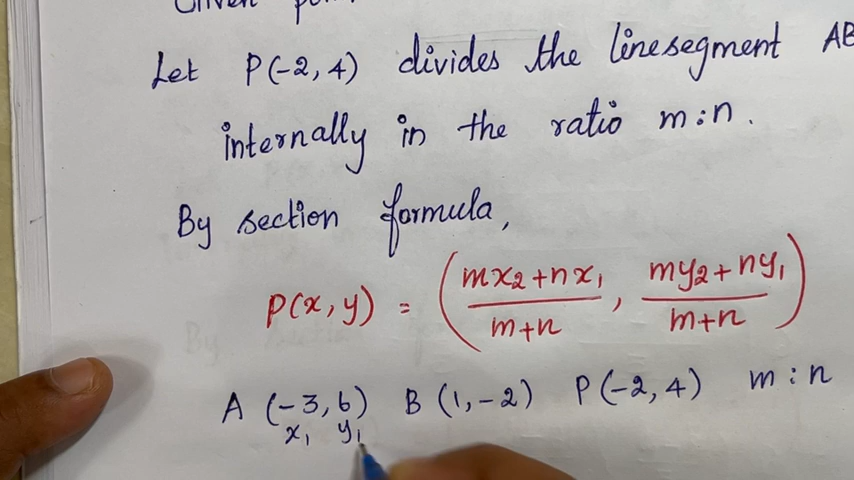 Given
Let P(-2, 4) divides the linesegment AB
internally in the ratio m:n.
By section formula,
P(x, y) = ( (mx₂+nx₁)/(m+n) , (my₂+ny₁)/(m+n) )
A (-3, 6) B (1, -2) P(-2, 4) m : n
x₁ y₁